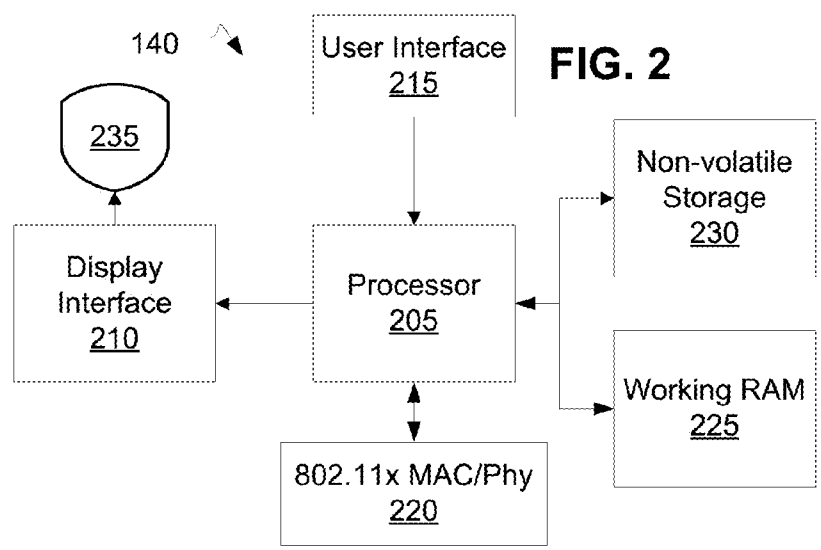 140
User Interface
215
FIG. 2
235
Non-volatile
Storage
230
Display
Interface
210
Processor
205
Working RAM
225
802.11x MAC/Phy
220